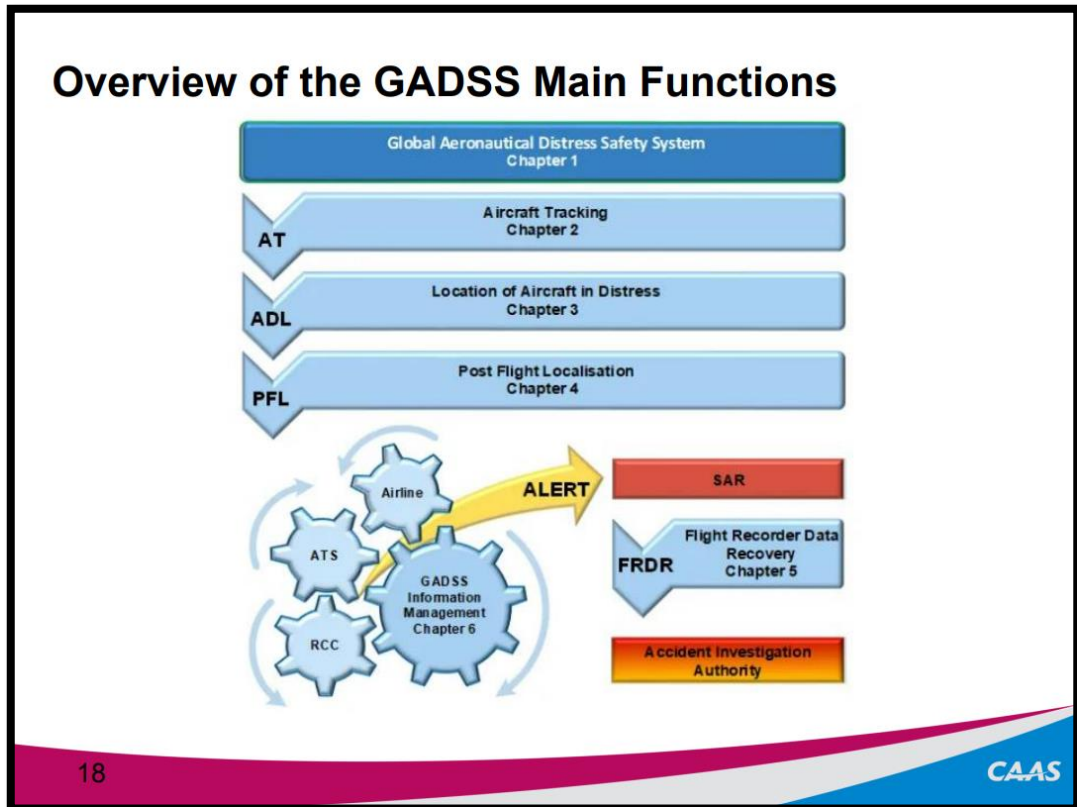 Overview of the GADSS Main Functions
Global Aeronautical Distress Safety System
Chapter 1
AT
Aircraft Tracking
Chapter 2
ADL
Location of Aircraft in Distress
Chapter 3
PFL
Post Flight Localisation
Chapter 4
Airline
ATS
RCC
GADSS
Information
Management
Chapter 6
ALERT
SAR
FRDR
Flight Recorder Data
Recovery
Chapter 5
Accident Investigation
Authority
18
CAAS